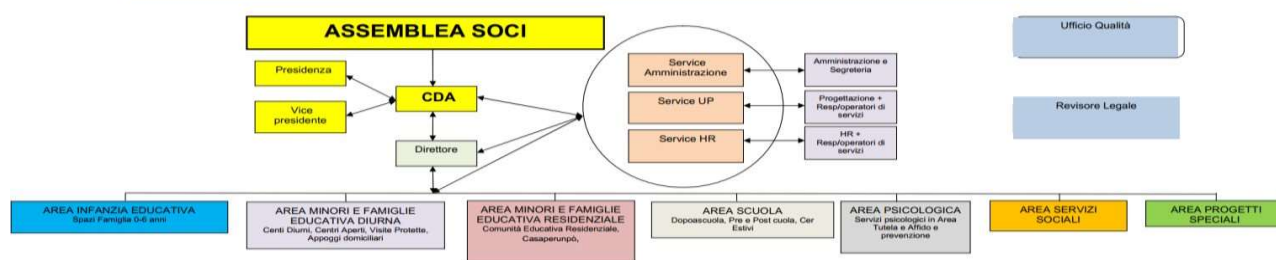 ASSEMBLEA SOCI
Presidenza
Vice
presidente
CDA
Direttore
Service
Amministrazione
Service UP
Service HR
Amministrazione e
Segreteria
Progettazione +
Resp/operatori di
servizi
HR +
Resp/operatori di
servizi
Ufficio Qualità
Revisore Legale
AREA INFANZIA EDUCATIVA
Spazi Famiglia 0-6 anni
AREA MINORI E FAMIGLIE
EDUCATIVA DIURNA
Centi Diurni, Centri Aperti, Visite Protette,
Appoggi domiciliari
AREA MINORI E FAMIGLIE
EDUCATIVA RESIDENZIALE
Comunità Educativa Residenziale,
Casaperunpò,
AREA SCUOLA
Dopoascuola, Pre e Post cuola, Cer
Estivi
AREA PSICOLOGICA
Servizi psicologici in Area
Tutela e Affido e
prevenzione
AREA SERVIZI
SOCIALI
AREA PROGETTI
SPECIALI